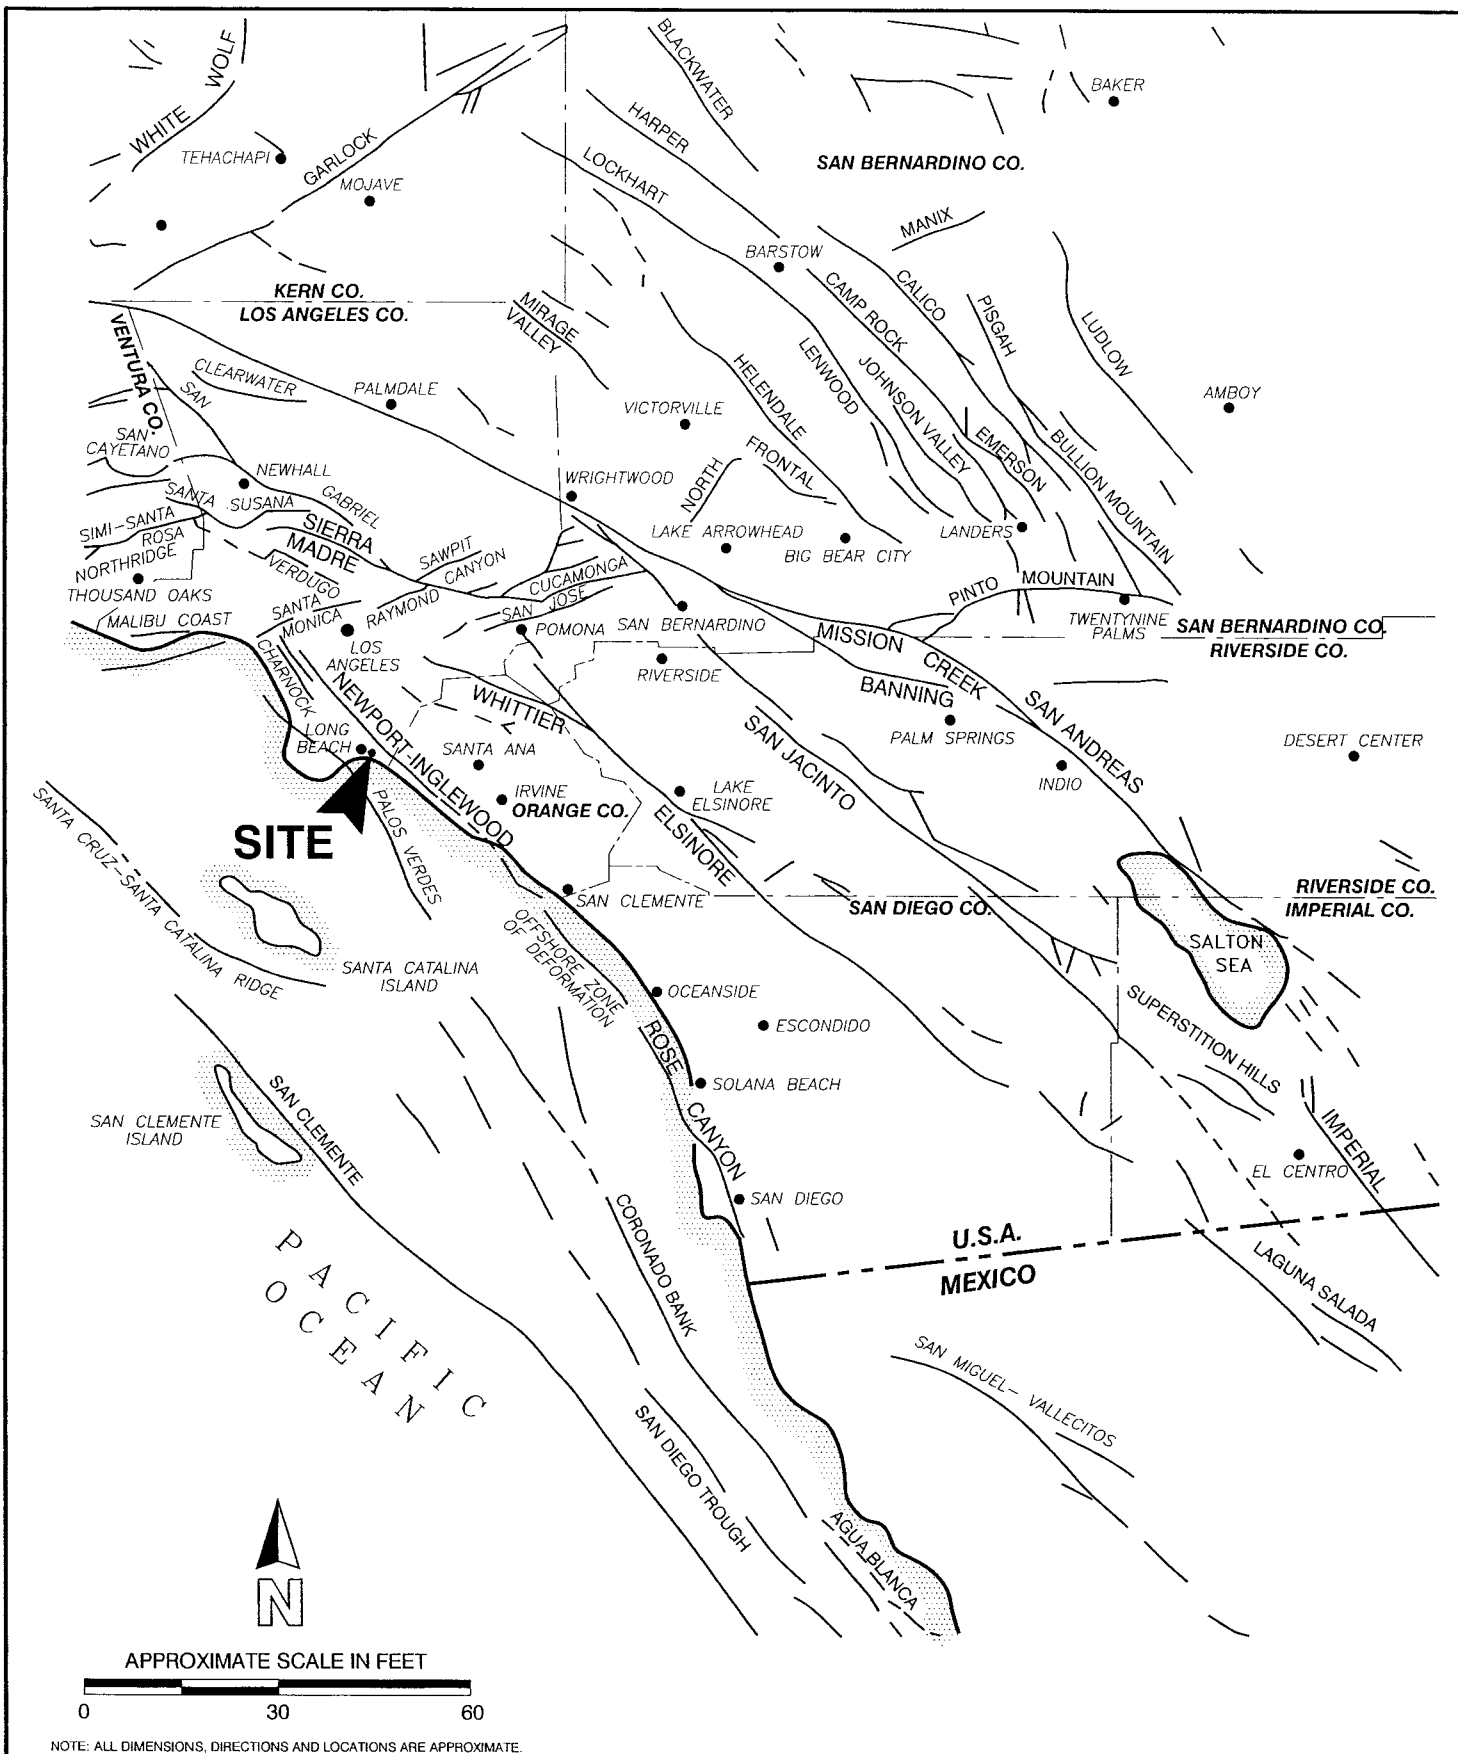 WHITE WOLF
BLACKWATER
BAKER
HARPER
TEHACHAPI
GARLOCK
MOJAVE
LOCKHART
SAN BERNARDINO CO.
MANIX
BARSTOW
KERN CO.
LOS ANGELES CO.
VENTURA CO.
MIRAGE
VALLEY
CAMP ROCK
CALICO
PISGAH
LUDLOW
CLEARWATER
SAN
PALMDALE
VICTORVILLE
HELENDALE
LENWOOD
JOHNSON VALLEY
AMBOY
SAN
CAYETANO
NEWHALL
GABRIEL
WRIGHTWOOD
NORTH
FRONTAL
EMERSON
BULLION MOUNTAIN
SANTA
SUSANA
SIMI-SANTA
ROSA
NORTHRIDGE
SIERRA
MADRE
SAWPIT
CANYON
LAKE ARROWHEAD
BIG BEAR CITY
LANDERS
THOUSAND OAKS
VERDUGO
CUCAMONGA
PINTO
MOUNTAIN
MALIBU COAST
SANTA
MONICA
RAYMOND
SAN JOSE
POMONA
SAN BERNARDINO
TWENTYNINE
PALMS
SAN BERNARDINO CO.
RIVERSIDE CO.
LOS
ANGELES
CHARNOCK
RIVERSIDE
MISSION
CREEK
BANNING
WHITTIER
NEWPORT-INGLEWOOD
SAN ANDREAS
LONG
BEACH
SANTA ANA
SAN JACINTO
PALM SPRINGS
DESERT CENTER
INDIO
IRVINE
ORANGE CO.
LAKE
ELSINORE
ELSINORE
SITE
PALOS VERDES
SANTA CRUZ-SANTA CATALINA RIDGE
SAN CLEMENTE
SAN DIEGO CO.
RIVERSIDE CO.
IMPERIAL CO.
SALTON
SEA
OFFSHORE ZONE
OF DEFORMATION
SANTA CATALINA
ISLAND
OCEANSIDE
ESCONDIDO
SUPERSTITION HILLS
ROSE
CANYON
SOLANA BEACH
SAN CLEMENTE
SAN CLEMENTE
ISLAND
IMPERIAL
EL CENTRO
SAN DIEGO
CORONADO BANK
U.S.A.
MEXICO
LAGUNA SALADA
PACIFIC
OCEAN
SAN MIGUEL- VALLECITOS
SAN DIEGO TROUGH
AGUA BLANCA
N
APPROXIMATE SCALE IN FEET
0 30 60
NOTE: ALL DIMENSIONS, DIRECTIONS AND LOCATIONS ARE APPROXIMATE.